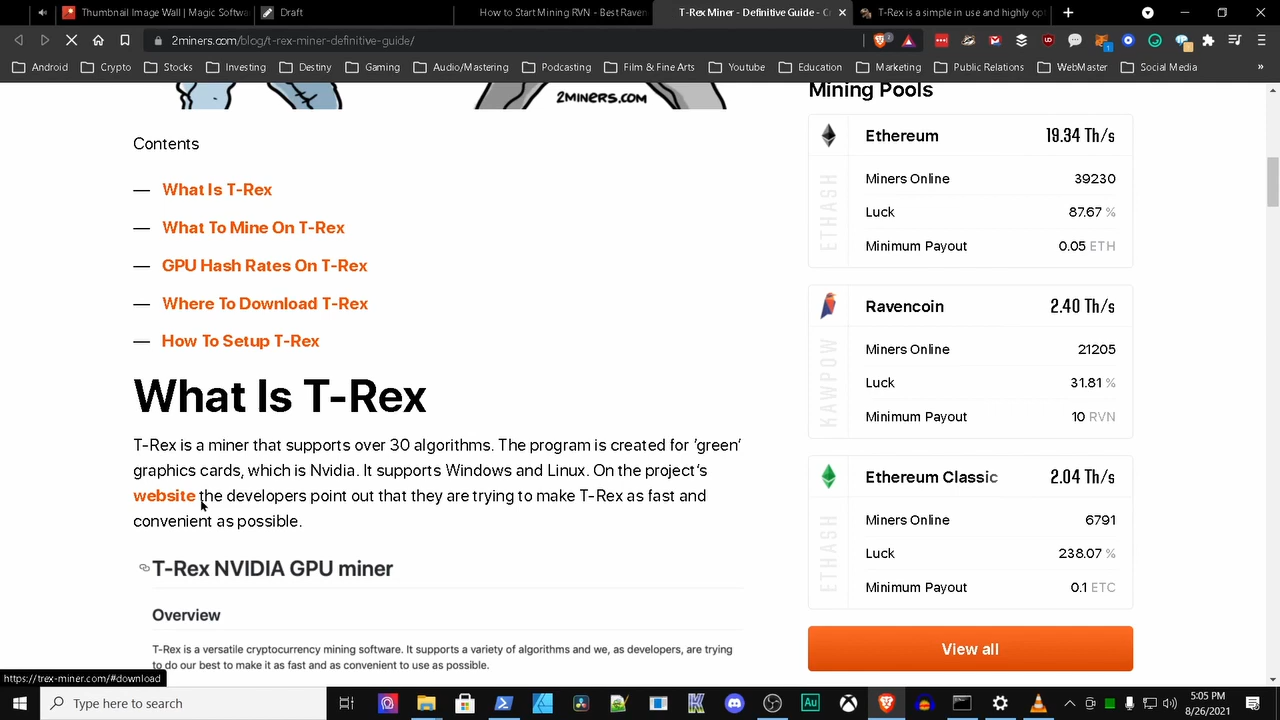 Thumbnail Image Wall | Magic Softwa
Draft
How to Start Mining RVN - Best Raven
T-Rex Miner - Definitive Guide - Cr
T-Rex is a simple in use and highly opt
2miners.com/blog/t-rex-miner-definitive-guide/
Android
Crypto
Stocks
Investing
Destiny
Gaming
Audio/Mastering
Podcasting
Film & Fine Arts
Youtube
Education
Marketing
Public Relations
WebMaster
Social Media
»
2MINERS.COM
Contents
— What Is T-Rex
— What To Mine On T-Rex
— GPU Hash Rates On T-Rex
— Where To Download T-Rex
— How To Setup T-Rex
What Is T-Rex
T-Rex is a miner that supports over 30 algorithms. The program is created for ‘green’
graphics cards, which is Nvidia. It supports Windows and Linux. On the project’s
website the developers point out that they are trying to make T-Rex as fast and
convenient as possible.
T-Rex NVIDIA GPU miner
Overview
T-Rex is a versatile cryptocurrency mining software. It supports a variety of algorithms and we, as developers, are trying
to do our best to make it as fast and as convenient to use as possible.
Mining Pools
Ethereum 19.34 Th/s
ETHASH
Miners Online 39230
Luck 87.87 %
Minimum Payout 0.05 ETH
Ravencoin 2.40 Th/s
KAWPOW
Miners Online 21205
Luck 31.81 %
Minimum Payout 10 RVN
Ethereum Classic 2.04 Th/s
ETHASH
Miners Online 6791
Luck 238.07 %
Minimum Payout 0.1 ETC
View all
https://trex-miner.com/#download
Type here to search
Au
5:05 PM
8/26/2021